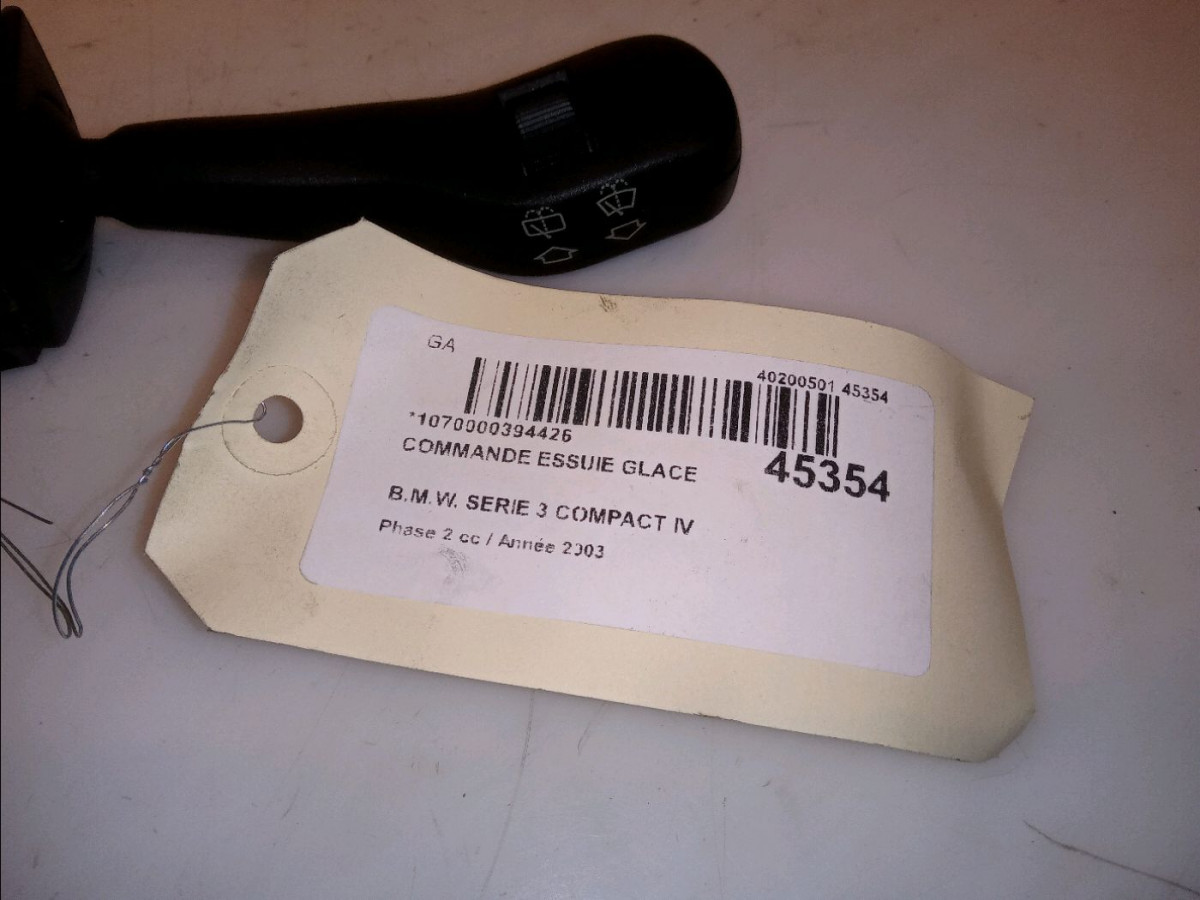 GA
40200501 45354
*1070000394426
45354
COMMANDE ESSUIE GLACE
B.M.W. SERIE 3 COMPACT IV
Phase 2 cc / Année 2003